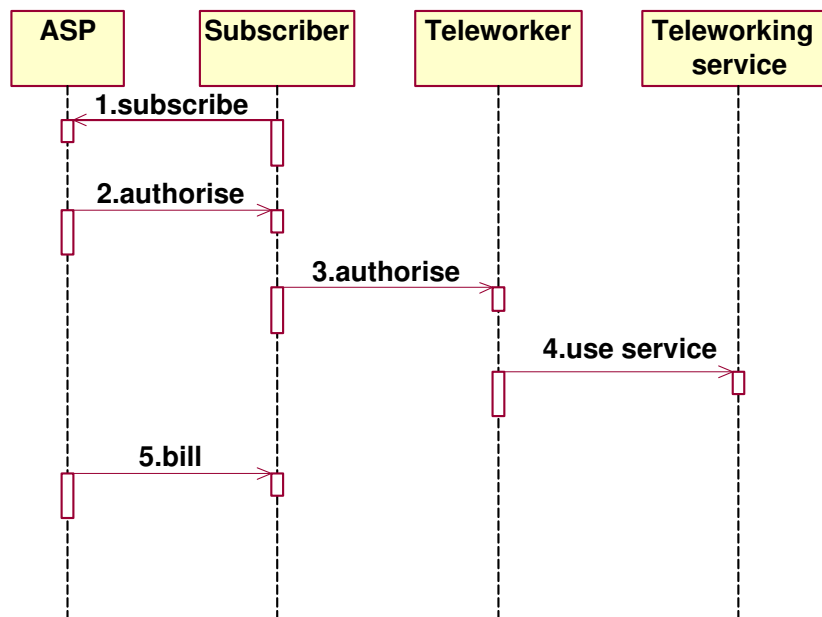 ASP
Subscriber
Teleworker
Teleworking
service
1.subscribe
2.authorise
3.authorise
4.use service
5.bill